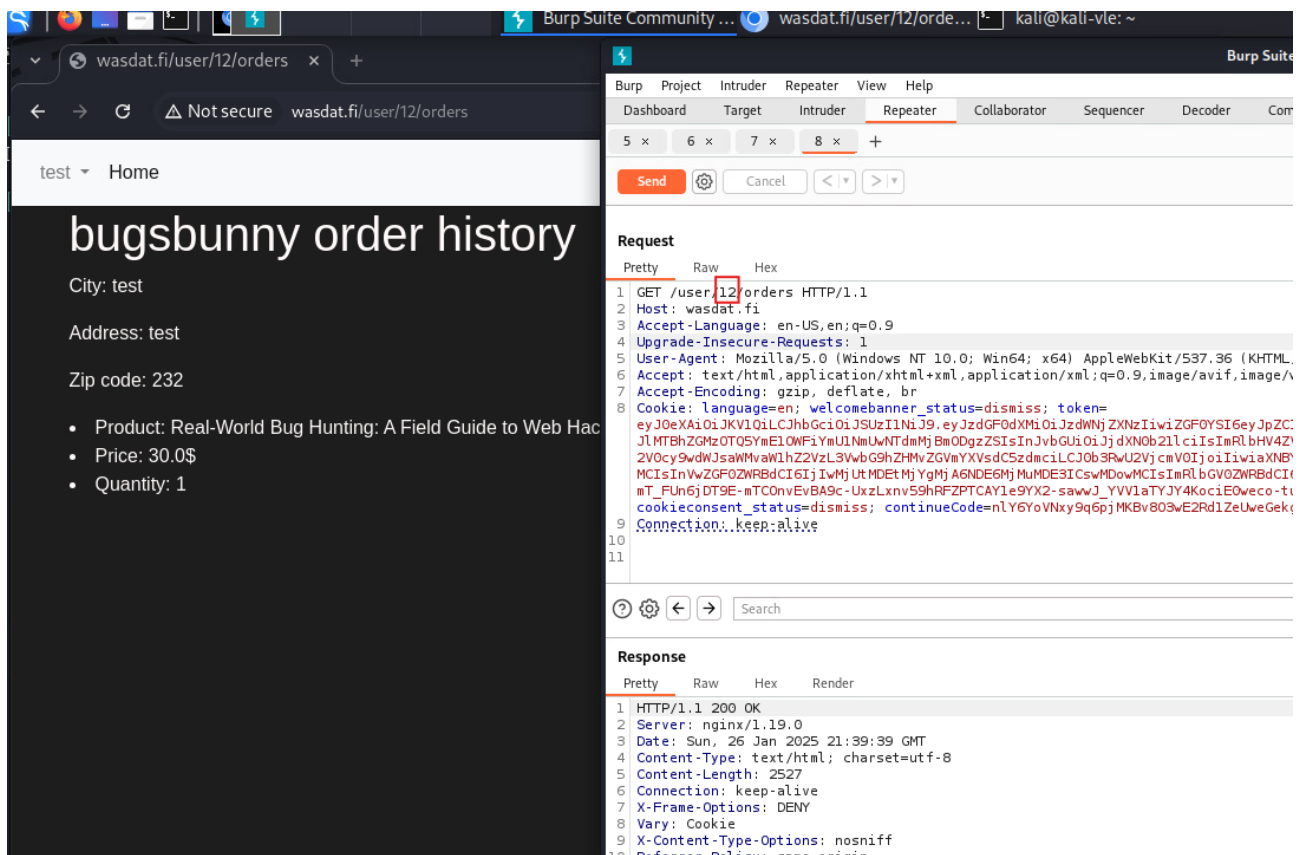 Burp Suite Community ...
wasdat.fi/user/12/orde...
kali@kali-vle: ~
wasdat.fi/user/12/orders × +
Not secure wasdat.fi/user/12/orders
test Home
bugsbunny order history
City: test
Address: test
Zip code: 232
• Product: Real-World Bug Hunting: A Field Guide to Web Hac
• Price: 30.0$
• Quantity: 1
Burp Suite
Burp Project Intruder Repeater View Help
Dashboard Target Intruder Repeater Collaborator Sequencer Decoder Com
5 × 6 × 7 × 8 × +
Send Cancel < >
Request
Pretty Raw Hex
1 GET /user/12/orders HTTP/1.1
2 Host: wasdat.fi
3 Accept-Language: en-US,en;q=0.9
4 Upgrade-Insecure-Requests: 1
5 User-Agent: Mozilla/5.0 (Windows NT 10.0; Win64; x64) AppleWebKit/537.36 (KHTML,
6 Accept: text/html,application/xhtml+xml,application/xml;q=0.9,image/avif,image/
7 Accept-Encoding: gzip, deflate, br
8 Cookie: language=en; welcomebanner_status=dismiss; token=
cookieconsent_status=dismiss;
9 Connection: keep-alive
10
11
Search
Response
Pretty Raw Hex Render
1 HTTP/1.1 200 OK
2 Server: nginx/1.19.0
3 Date: Sun, 26 Jan 2025 21:39:39 GMT
4 Content-Type: text/html; charset=utf-8
5 Content-Length: 2527
6 Connection: keep-alive
7 X-Frame-Options: DENY
8 Vary: Cookie
9 X-Content-Type-Options: nosniff